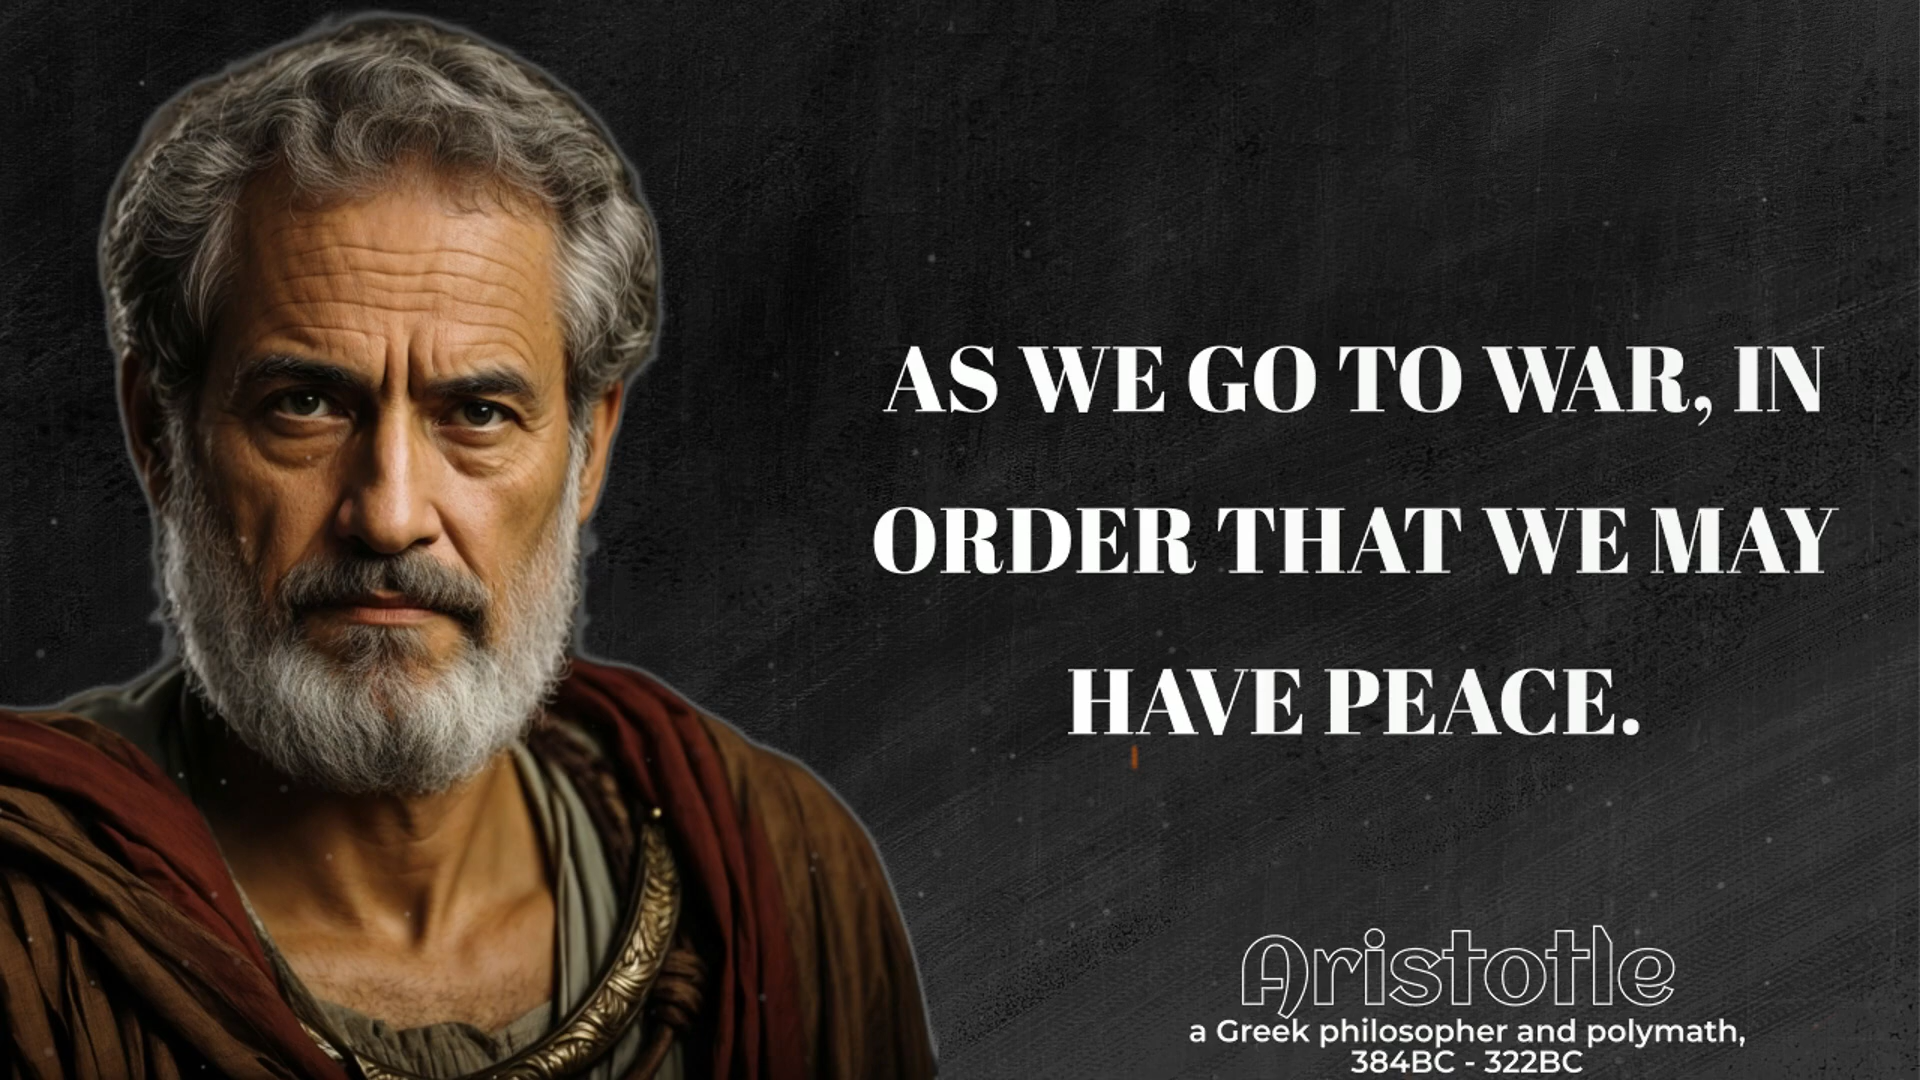 AS WE GO TO WAR, IN
ORDER THAT WE MAY
HAVE PEACE.
Aristotle
a Greek philosopher and polymath,
384BC - 322BC